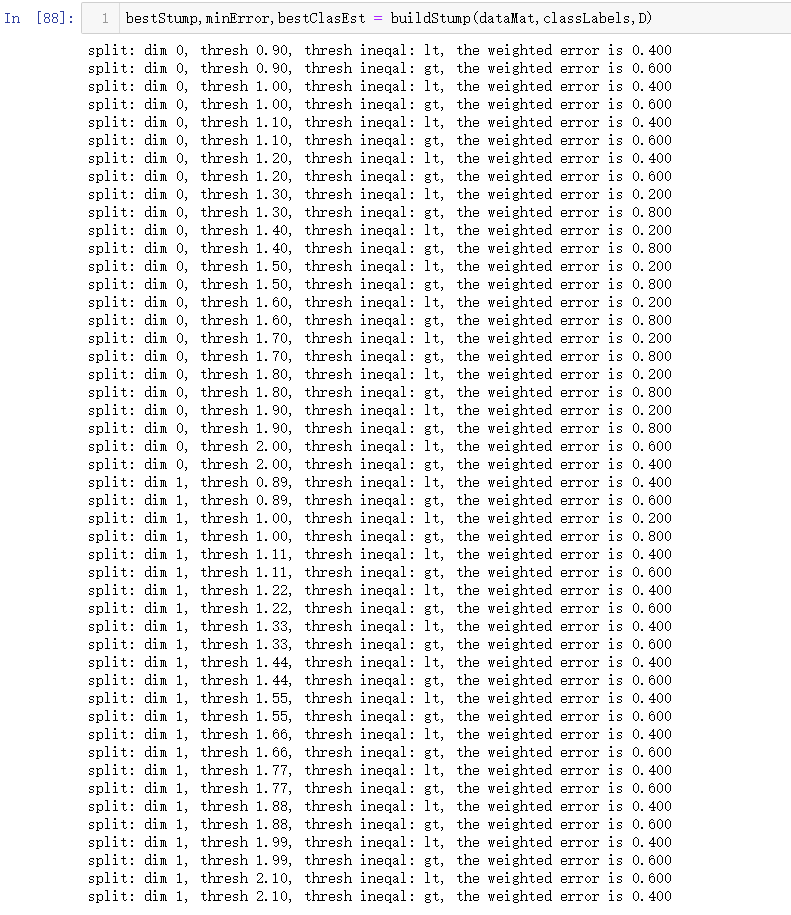 In [88]: 1 bestStump,minError,bestClasEst = buildStump(dataMat,classLabels,D)
split: dim 0, thresh 0.90, thresh ineqal: lt, the weighted error is 0.400
split: dim 0, thresh 0.90, thresh ineqal: gt, the weighted error is 0.600
split: dim 0, thresh 1.00, thresh ineqal: lt, the weighted error is 0.400
split: dim 0, thresh 1.00, thresh ineqal: gt, the weighted error is 0.600
split: dim 0, thresh 1.10, thresh ineqal: lt, the weighted error is 0.400
split: dim 0, thresh 1.10, thresh ineqal: gt, the weighted error is 0.600
split: dim 0, thresh 1.20, thresh ineqal: lt, the weighted error is 0.400
split: dim 0, thresh 1.20, thresh ineqal: gt, the weighted error is 0.600
split: dim 0, thresh 1.30, thresh ineqal: lt, the weighted error is 0.200
split: dim 0, thresh 1.30, thresh ineqal: gt, the weighted error is 0.800
split: dim 0, thresh 1.40, thresh ineqal: lt, the weighted error is 0.200
split: dim 0, thresh 1.40, thresh ineqal: gt, the weighted error is 0.800
split: dim 0, thresh 1.50, thresh ineqal: lt, the weighted error is 0.200
split: dim 0, thresh 1.50, thresh ineqal: gt, the weighted error is 0.800
split: dim 0, thresh 1.60, thresh ineqal: lt, the weighted error is 0.200
split: dim 0, thresh 1.60, thresh ineqal: gt, the weighted error is 0.800
split: dim 0, thresh 1.70, thresh ineqal: lt, the weighted error is 0.200
split: dim 0, thresh 1.70, thresh ineqal: gt, the weighted error is 0.800
split: dim 0, thresh 1.80, thresh ineqal: lt, the weighted error is 0.200
split: dim 0, thresh 1.80, thresh ineqal: gt, the weighted error is 0.800
split: dim 0, thresh 1.90, thresh ineqal: lt, the weighted error is 0.200
split: dim 0, thresh 1.90, thresh ineqal: gt, the weighted error is 0.800
split: dim 0, thresh 2.00, thresh ineqal: lt, the weighted error is 0.600
split: dim 0, thresh 2.00, thresh ineqal: gt, the weighted error is 0.400
split: dim 1, thresh 0.89, thresh ineqal: lt, the weighted error is 0.400
split: dim 1, thresh 0.89, thresh ineqal: gt, the weighted error is 0.600
split: dim 1, thresh 1.00, thresh ineqal: lt, the weighted error is 0.200
split: dim 1, thresh 1.00, thresh ineqal: gt, the weighted error is 0.800
split: dim 1, thresh 1.11, thresh ineqal: lt, the weighted error is 0.400
split: dim 1, thresh 1.11, thresh ineqal: gt, the weighted error is 0.600
split: dim 1, thresh 1.22, thresh ineqal: lt, the weighted error is 0.400
split: dim 1, thresh 1.22, thresh ineqal: gt, the weighted error is 0.600
split: dim 1, thresh 1.33, thresh ineqal: lt, the weighted error is 0.400
split: dim 1, thresh 1.33, thresh ineqal: gt, the weighted error is 0.600
split: dim 1, thresh 1.44, thresh ineqal: lt, the weighted error is 0.400
split: dim 1, thresh 1.44, thresh ineqal: gt, the weighted error is 0.600
split: dim 1, thresh 1.55, thresh ineqal: lt, the weighted error is 0.400
split: dim 1, thresh 1.55, thresh ineqal: gt, the weighted error is 0.600
split: dim 1, thresh 1.66, thresh ineqal: lt, the weighted error is 0.400
split: dim 1, thresh 1.66, thresh ineqal: gt, the weighted error is 0.600
split: dim 1, thresh 1.77, thresh ineqal: lt, the weighted error is 0.400
split: dim 1, thresh 1.77, thresh ineqal: gt, the weighted error is 0.600
split: dim 1, thresh 1.88, thresh ineqal: lt, the weighted error is 0.400
split: dim 1, thresh 1.88, thresh ineqal: gt, the weighted error is 0.600
split: dim 1, thresh 1.99, thresh ineqal: lt, the weighted error is 0.400
split: dim 1, thresh 1.99, thresh ineqal: gt, the weighted error is 0.600
split: dim 1, thresh 2.10, thresh ineqal: lt, the weighted error is 0.600
split: dim 1, thresh 2.10, thresh ineqal: gt, the weighted error is 0.400